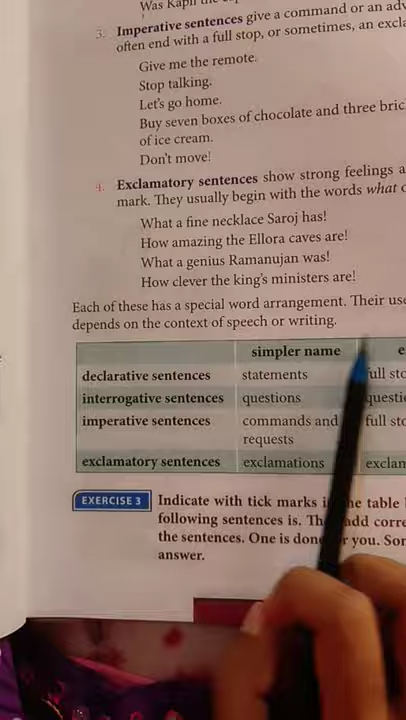 Was Kapil the
3. Imperative sentences give a command or an adv
often end with a full stop, or sometimes, an excla
Give me the remote.
Stop talking.
Let's go home.
Buy seven boxes of chocolate and three bric
of ice cream.
Don't move!
4. Exclamatory sentences show strong feelings a
mark. They usually begin with the words what o
What a fine necklace Saroj has!
How amazing the Ellora caves are!
What a genius Ramanujan was!
How clever the king's ministers are!
Each of these has a special word arrangement. Their use
depends on the context of speech or writing.
simpler name e
declarative sentences statements full sto
interrogative sentences questions questi
imperative sentences commands and full sto
requests
exclamatory sentences exclamations exclam
EXERCISE 3 Indicate with tick marks the table
following sentences is. add corre
the sentences. One is done you. Som
answer.